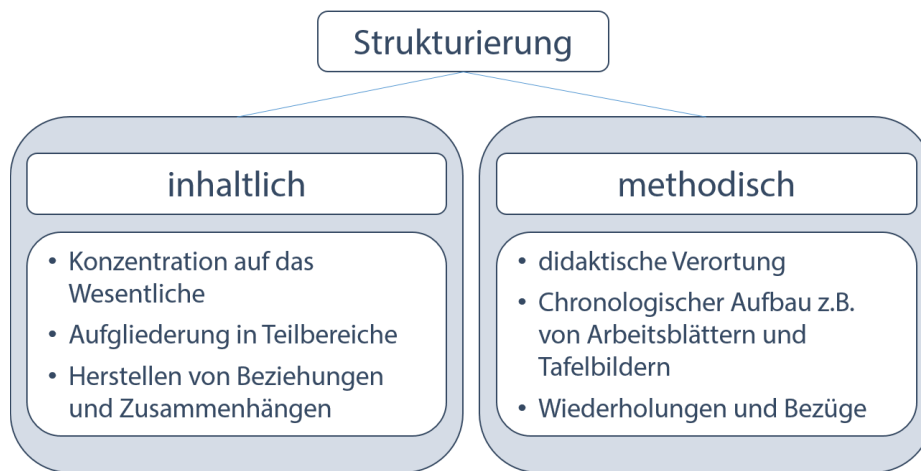 Strukturierung
inhaltlich
• Konzentration auf das
Wesentliche
• Aufgliederung in Teilbereiche
• Herstellen von Beziehungen
und Zusammenhängen
methodisch
• didaktische Verortung
• Chronologischer Aufbau z.B.
von Arbeitsblättern und
Tafelbildern
• Wiederholungen und Bezüge